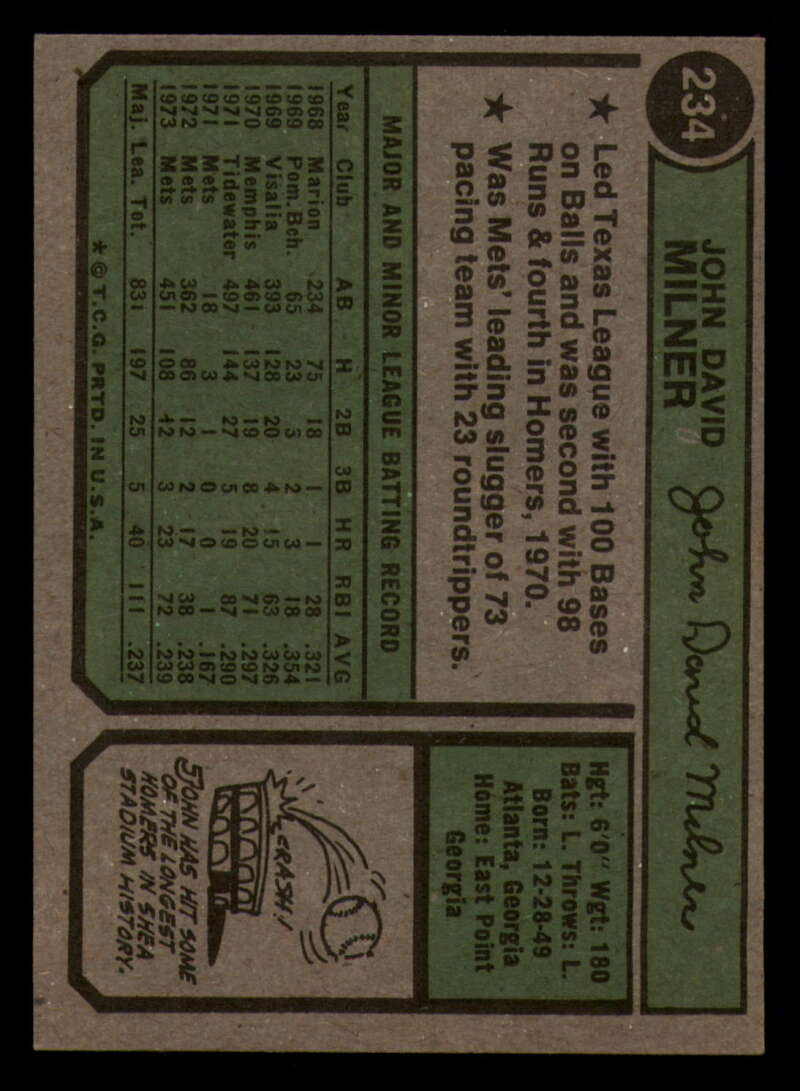 234
JOHN DAVID
MILNER
John David Milner
★ Led Texas League with 100 Bases
on Balls and was second with 98
Runs & fourth in Homers, 1970.
★ Was Mets' leading slugger of 73
pacing team with 23 roundtrippers.
MAJOR AND MINOR LEAGUE BATTING RECORD
Year Club AB H 2B 3B HR RBI AVG
1968 Marion 234 75 18 1 1 28 .321
1969 Pom. Bch. 65 23 3 2 3 18 .354
1969 Visalia 393 128 20 4 15 63 .326
1970 Memphis 461 137 19 8 20 71 .297
1971 Tidewater 497 144 27 5 19 87 .290
1971 Mets 18 3 1 0 0 1 .167
1972 Mets 362 86 12 2 17 38 .238
1973 Mets 451 108 12 3 23 72 .239
Maj. Lea. Tot. 831 197 25 5 40 111 .237
* © T.C.G. PRTD. IN U.S.A.
Hgt: 6'0" Wgt: 180
Bats: L. Throws: L.
Born: 12-28-49
Atlanta, Georgia
Home: East Point
Georgia
CRASH!!
JOHN HAS HIT SOME
OF THE LONGEST
HOMERS IN SHEA
STADIUM HISTORY.